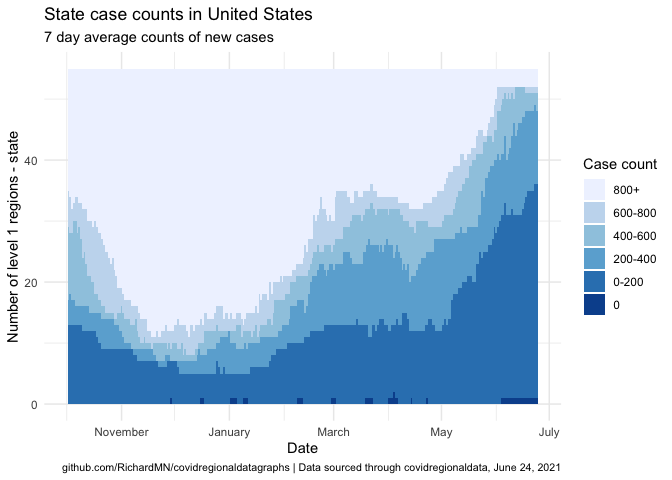 State case counts in United States
7 day average counts of new cases
Number of level 1 regions - state
40
20
0
November
January
March
May
July
Date
Case count
800+
600-800
400-600
200-400
0-200
0
github.com/RichardMN/covidregionaldatagraphs | Data sourced through covidregionaldata, June 24, 2021